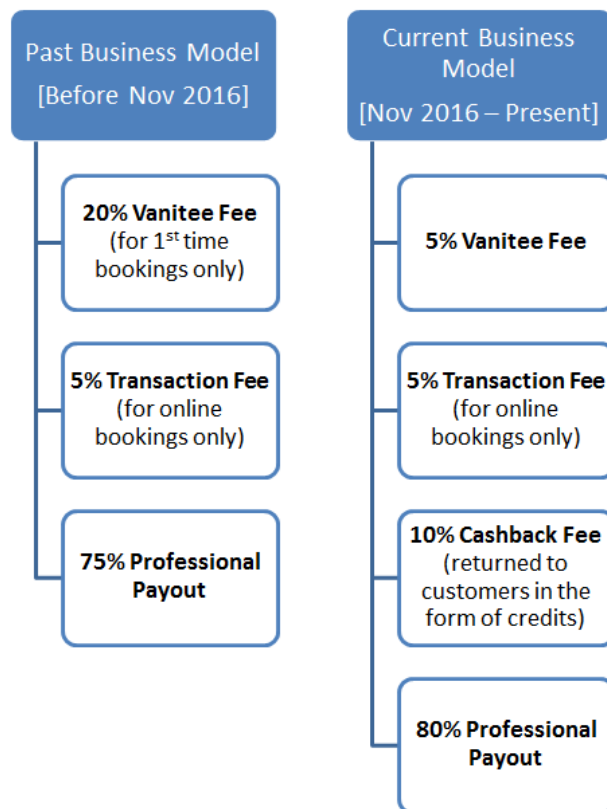 Past Business Model
[Before Nov 2016]
20% Vanitee Fee
(for 1st time
bookings only)
5% Transaction Fee
(for online
bookings only)
75% Professional
Payout
Current Business
Model
[Nov 2016 – Present]
5% Vanitee Fee
5% Transaction Fee
(for online
bookings only)
10% Cashback Fee
(returned to
customers in the
form of credits)
80% Professional
Payout